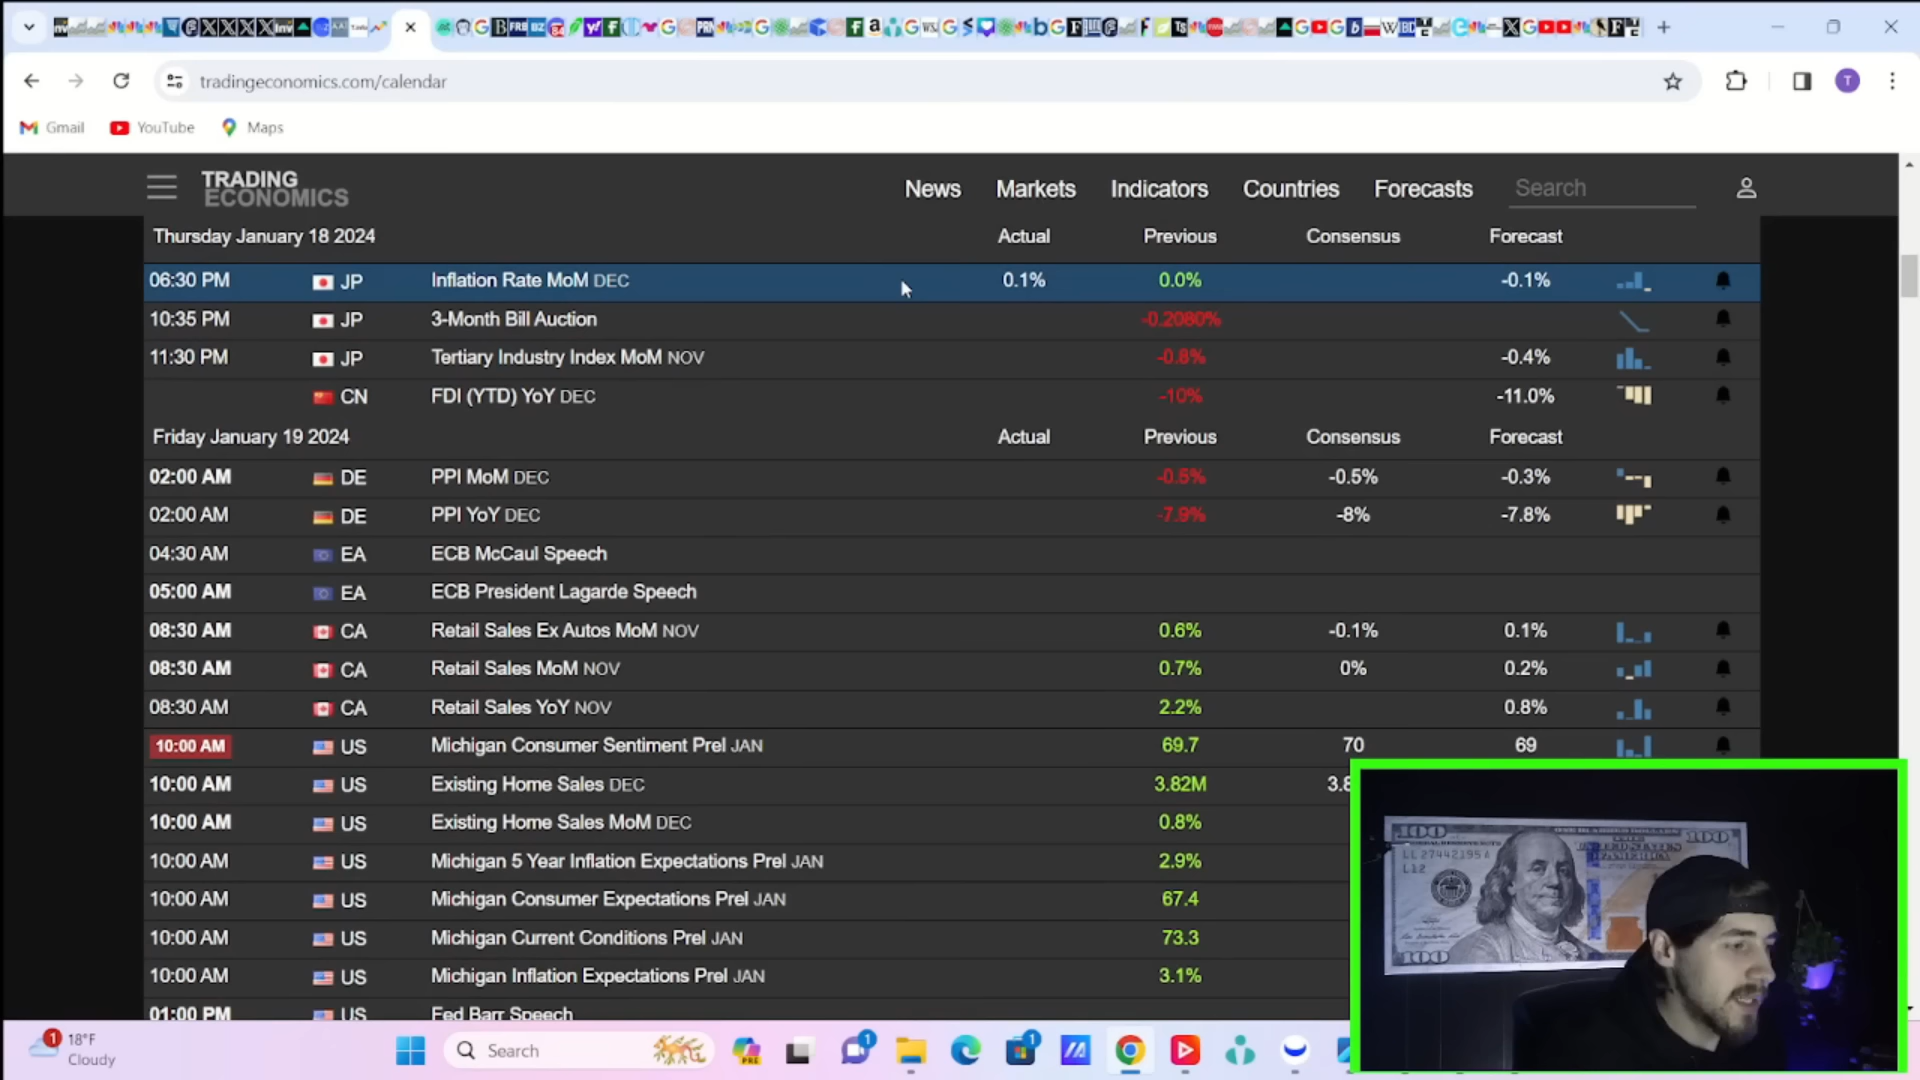 tradingeconomics.com/calendar
T
Gmail YouTube Maps
TRADING
ECONOMICS
News Markets Indicators Countries Forecasts Search
Thursday January 18 2024 Actual Previous Consensus Forecast
06:30 PM JP Inflation Rate MoM DEC 0.1% 0.0% -0.1%
10:35 PM JP 3-Month Bill Auction -0.2080%
11:30 PM JP Tertiary Industry Index MoM NOV -0.8% -0.4%
CN FDI (YTD) YoY DEC -10% -11.0%
Friday January 19 2024 Actual Previous Consensus Forecast
02:00 AM DE PPI MoM DEC -0.5% -0.5% -0.3%
02:00 AM DE PPI YoY DEC -7.9% -8% -7.8%
04:30 AM EA ECB McCaul Speech
05:00 AM EA ECB President Lagarde Speech
08:30 AM CA Retail Sales Ex Autos MoM NOV 0.6% -0.1% 0.1%
08:30 AM CA Retail Sales MoM NOV 0.7% 0% 0.2%
08:30 AM CA Retail Sales YoY NOV 2.2% 0.8%
10:00 AM US Michigan Consumer Sentiment Prel JAN 69.7 70 69
10:00 AM US Existing Home Sales DEC 3.82M 3.8
10:00 AM US Existing Home Sales MoM DEC 0.8%
10:00 AM US Michigan 5 Year Inflation Expectations Prel JAN 2.9%
10:00 AM US Michigan Consumer Expectations Prel JAN 67.4
10:00 AM US Michigan Current Conditions Prel JAN 73.3
10:00 AM US Michigan Inflation Expectations Prel JAN 3.1%
01:00 PM US Fed Barr Speech
100 100
LL 27442195 A
L12
100
1 18°F
Cloudy
Search
PRE
1
1